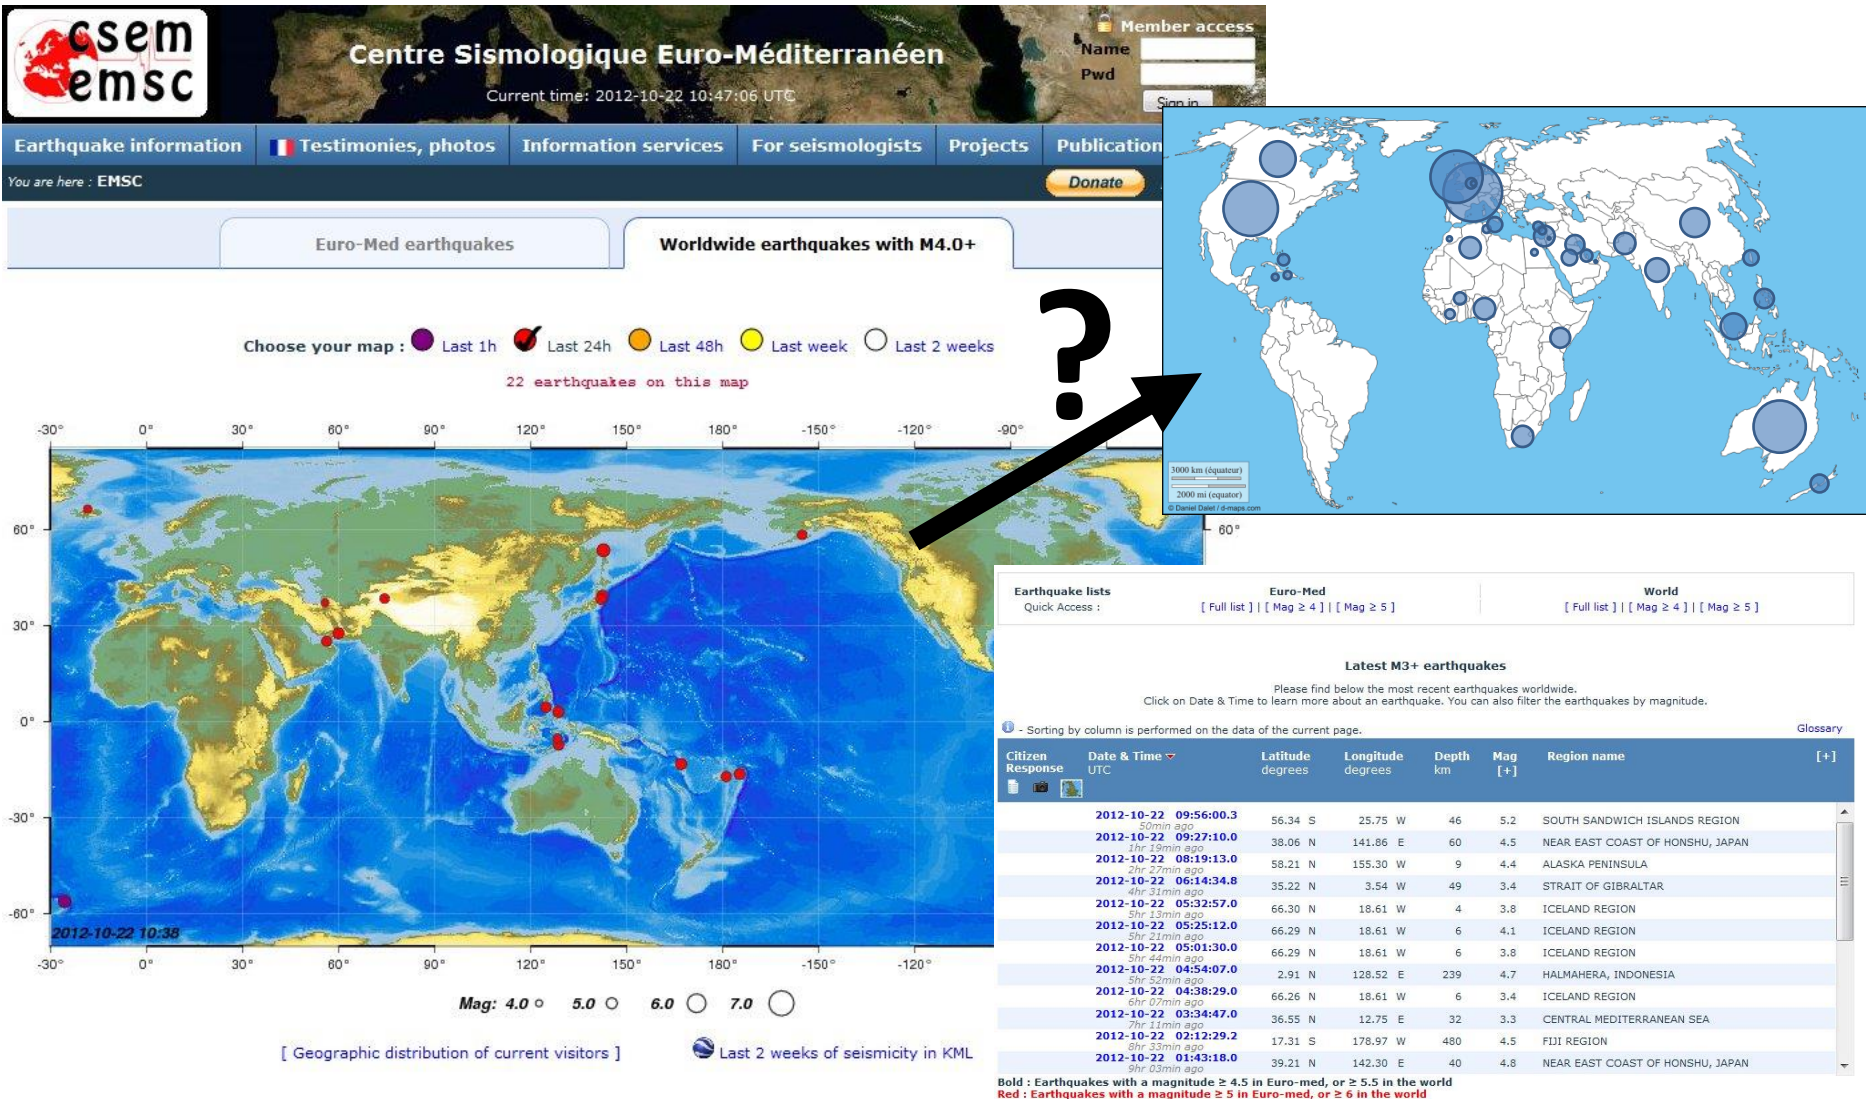 csem
emsc
Centre Sismologique Euro-Méditerranéen
Current time: 2012-10-22 10:47:06 UTC
Member access
Name
Pwd
Sign in
Earthquake information Testimonies, photos Information services For seismologists Projects Publication
You are here : EMSC
Donate
Euro-Med earthquakes
Worldwide earthquakes with M4.0+
Choose your map : Last 1h Last 24h Last 48h Last week Last 2 weeks
22 earthquakes on this map
?
3000 km (équateur)
2000 mi (equator)
© Daniel Dalet / d-maps.com
-30° 0° 30° 60° 90° 120° 150° 180° -150° -120° -90°
60° 60°
30°
0°
-30°
-60°
2012-10-22 10:38
-30° 0° 30° 60° 90° 120° 150° 180° -150° -120°
Mag: 4.0 5.0 6.0 7.0
[ Geographic distribution of current visitors ]
Last 2 weeks of seismicity in KML
Earthquake lists Euro-Med World
Quick Access : [ Full list ] | [ Mag ≥ 4 ] | [ Mag ≥ 5 ] [ Full list ] | [ Mag ≥ 4 ] | [ Mag ≥ 5 ]
Latest M3+ earthquakes
Please find below the most recent earthquakes worldwide.
Click on Date & Time to learn more about an earthquake. You can also filter the earthquakes by magnitude.
- Sorting by column is performed on the data of the current page.
Glossary
Citizen Date & Time Latitude Longitude Depth Mag Region name [+]
Response UTC degrees degrees km [+]
2012-10-22 09:56:00.3
50min ago
56.34 S 25.75 W 46 5.2 SOUTH SANDWICH ISLANDS REGION
2012-10-22 09:27:10.0
1hr 19min ago
38.06 N 141.86 E 60 4.5 NEAR EAST COAST OF HONSHU, JAPAN
2012-10-22 08:19:13.0
2hr 27min ago
58.21 N 155.30 W 9 4.4 ALASKA PENINSULA
2012-10-22 06:14:34.8
4hr 31min ago
35.22 N 3.54 W 49 3.4 STRAIT OF GIBRALTAR
2012-10-22 05:32:57.0
5hr 13min ago
66.30 N 18.61 W 4 3.8 ICELAND REGION
2012-10-22 05:25:12.0
5hr 21min ago
66.29 N 18.61 W 6 4.1 ICELAND REGION
2012-10-22 05:01:30.0
5hr 44min ago
66.29 N 18.61 W 6 3.8 ICELAND REGION
2012-10-22 04:54:07.0
5hr 52min ago
2.91 N 128.52 E 239 4.7 HALMAHERA, INDONESIA
2012-10-22 04:38:29.0
6hr 07min ago
66.26 N 18.61 W 6 3.4 ICELAND REGION
2012-10-22 03:34:47.0
7hr 11min ago
36.55 N 12.75 E 32 3.3 CENTRAL MEDITERRANEAN SEA
2012-10-22 02:12:29.2
8hr 33min ago
17.31 S 178.97 W 480 4.5 FIJI REGION
2012-10-22 01:43:18.0
9hr 03min ago
39.21 N 142.30 E 40 4.8 NEAR EAST COAST OF HONSHU, JAPAN
Bold : Earthquakes with a magnitude ≥ 4.5 in Euro-med, or ≥ 5.5 in the world
Red : Earthquakes with a magnitude ≥ 5 in Euro-med, or ≥ 6 in the world